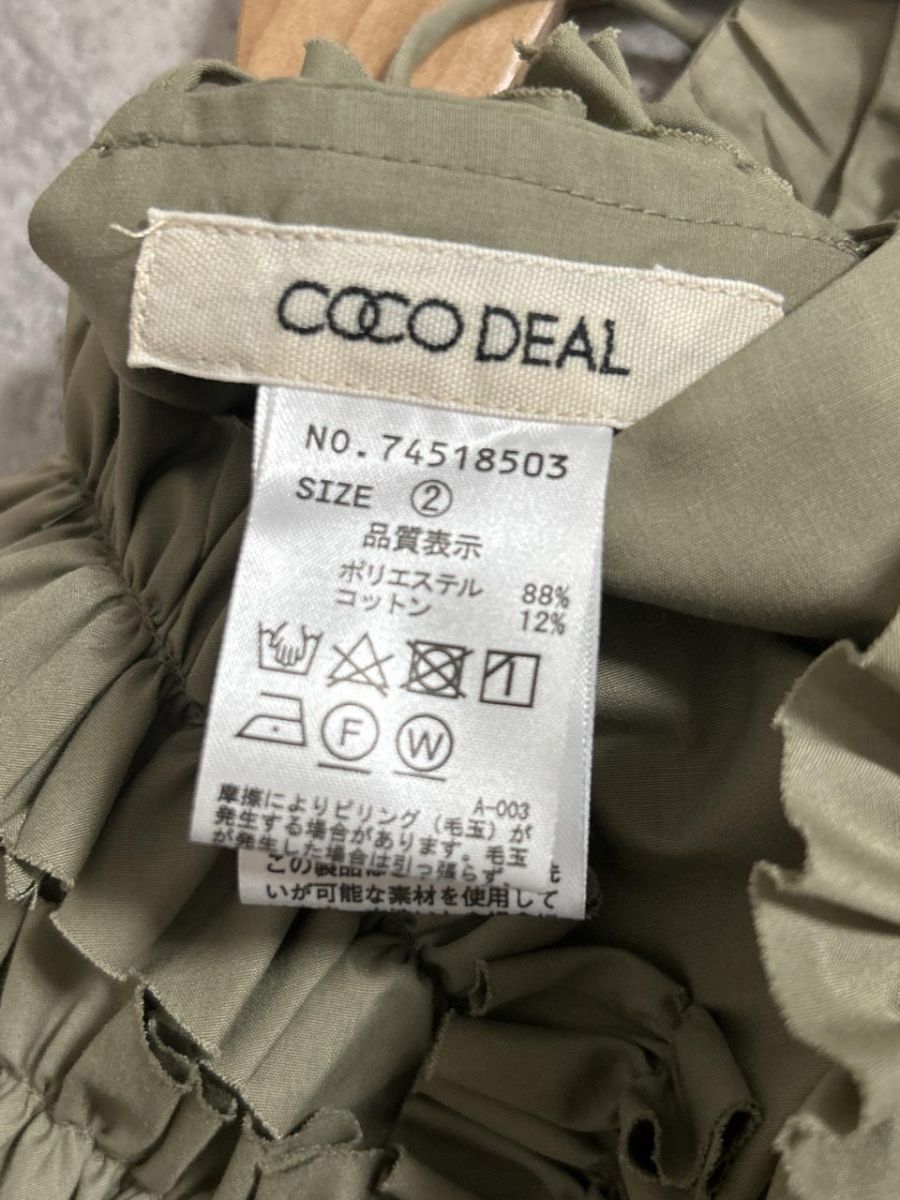 COCO DEAL
NO. 74518503
SIZE ②
品質表示
ポリエステル 88%
コットン 12%
F W
A-003
摩擦によりピリング（毛玉）が
発生する場合があります。毛玉
が発生した場合は引っ張らず、
この製品は
いが可能な素材を使用して